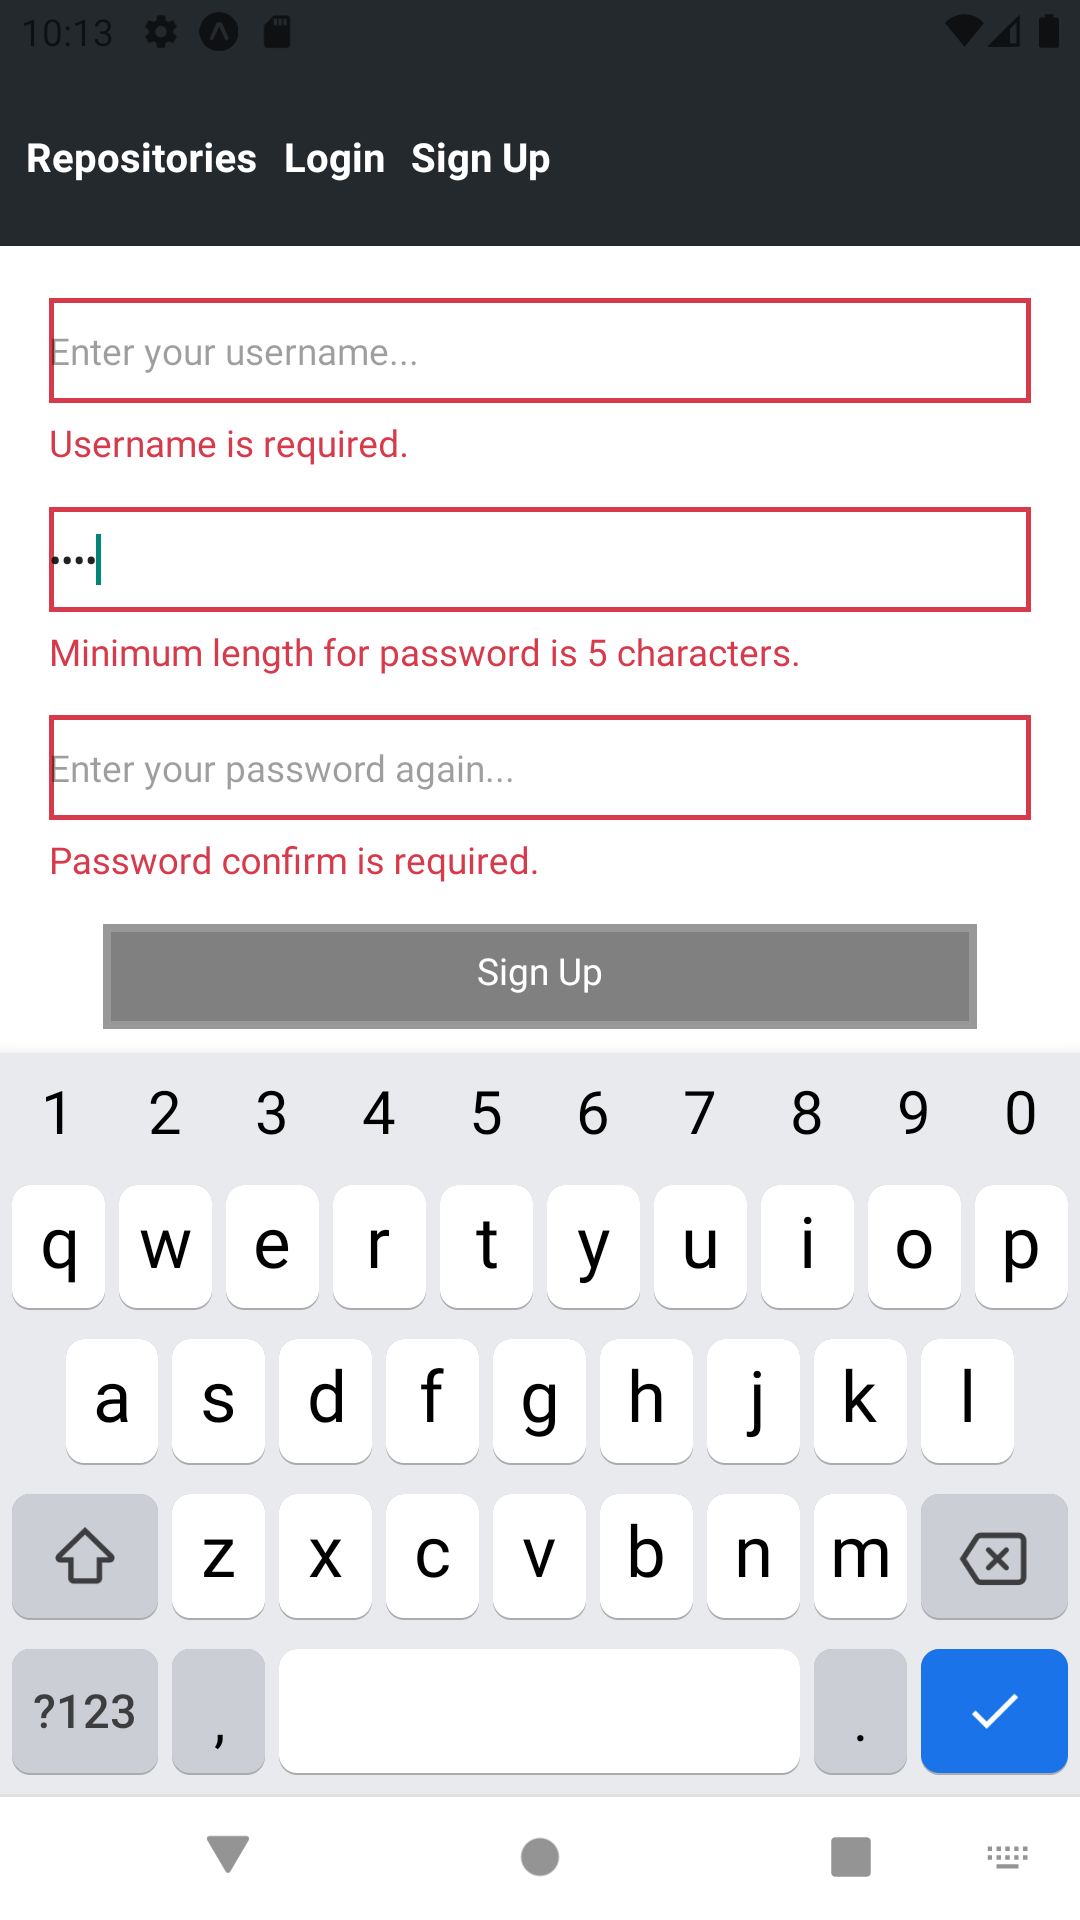 10:13
Repositories Login Sign Up
Enter your username...
Username is required.
••••
Minimum length for password is 5 characters.
Enter your password again...
Password confirm is required.
Sign Up
1 2 3 4 5 6 7 8 9 0
q w e r t y u i o p
a s d f g h j k l
z x c v b n m
?123 , .